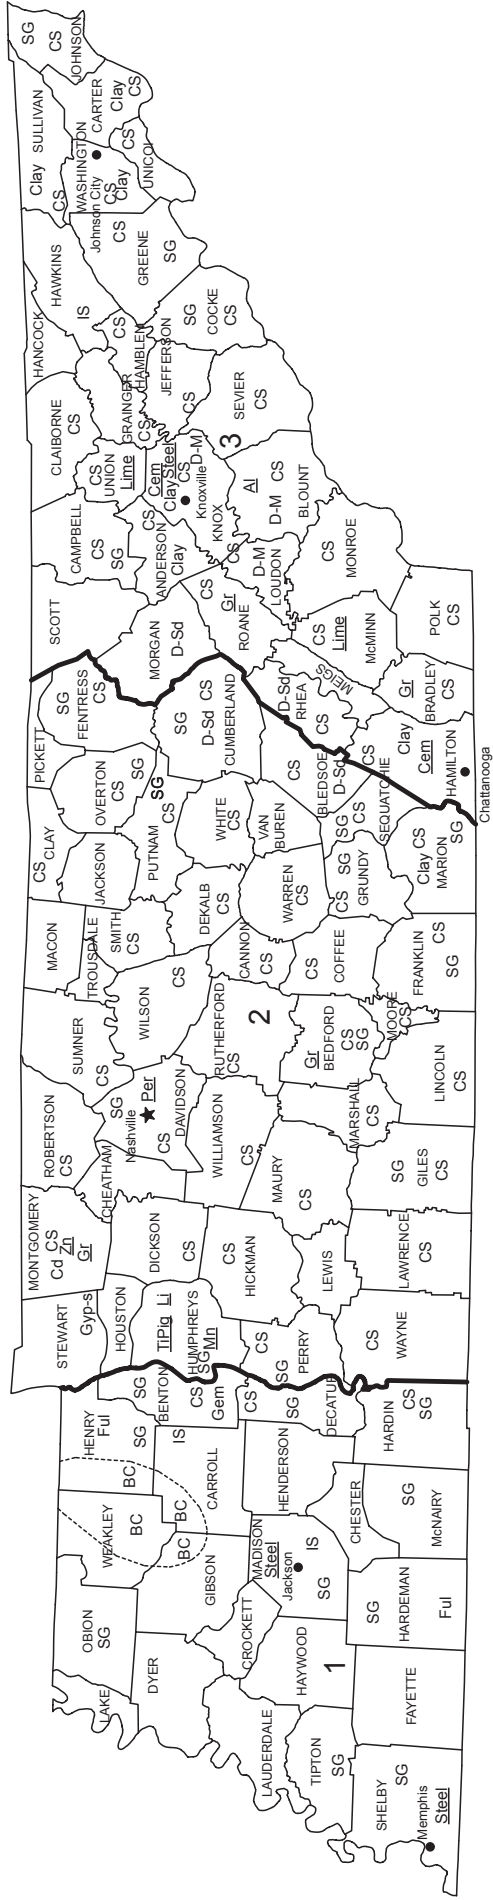 LAKE
OBION
SG
DYER
WEAKLEY
BC
HENRY
Ful
BC
SG
BC
BC
GIBSON
CARROLL
IS
BENTON
SG
CS
Gem
CROCKETT
LAUDERDALE
HAYWOOD
1
TIPTON
SG
MADISON
Steel
Jackson
IS
SG
HENDERSON
CS
SG
DECATUR
CHESTER
SHELBY
SG
Memphis
Steel
FAYETTE
SG
HARDEMAN
Ful
SG
McNAIRY
HARDIN
CS
SG
STEWART
Gyp-s
MONTGOMERY
Cd CS
Zn
Gr
HOUSTON
TiPig Li
HUMPHREYS
SG
Mn
DICKSON
CS
CS
HICKMAN
CS
PERRY
SG
LEWIS
CS
WAYNE
LAWRENCE
CS
ROBERTSON
CS
CHEATHAM
SG
Nashville
Per
CS
DAVIDSON
SUMNER
CS
WILLIAMSON
CS
MAURY
CS
MARSHALL
CS
SG
GILES
CS
LINCOLN
CS
WILSON
CS
RUTHERFORD
CS
2
Gr
BEDFORD
CS
SG
MOORE
CS
MACON
TROUSDALE
SMITH
CS
CS
CLAY
JACKSON
PICKETT
OVERTON
CS
SG
SG
FENTRESS
CS
PUTNAM
SG
CS
DEKALB
CS
WHITE
CS
CANNON
CS
WARREN
CS
VAN
BUREN
CS
COFFEE
CS
SG
GRUNDY
FRANKLIN
CS
SG
SG
D-Sd
CS
CUMBERLAND
CS
BLEDSOE
D-Sd
SG
CS
SEQUATCHIE
Clay
CS
MARION
SG
SCOTT
MORGAN
D-Sd
CAMPBELL
CS
SG
CS
ANDERSON
Clay
CS
Gr
ROANE
D-Sd
RHEA
CS
MEIGS
CS
Clay
Cem
HAMILTON
Chattanooga
CS
Lime
McMINN
Gr
BRADLEY
CS
POLK
CS
CS
MONROE
CS
D-M
LOUDON
Al
D-M CS
BLOUNT
3
CLAIBORNE
CS
CS
UNION
Lime
Cem
ClaySteel
CS
D-M
Knoxville
KNOX
GRAINGER
CS
HANCOCK
HAWKINS
IS
CS
HAMBLEN
JEFFERSON
CS
SEVIER
CS
SG
COCKE
CS
CS
GREENE
SG
SULLIVAN
Clay
CS
WASHINGTON
Johnson City
CS
Clay
CS
UNICOI
CARTER
Clay
CS
SG
CS
JOHNSON